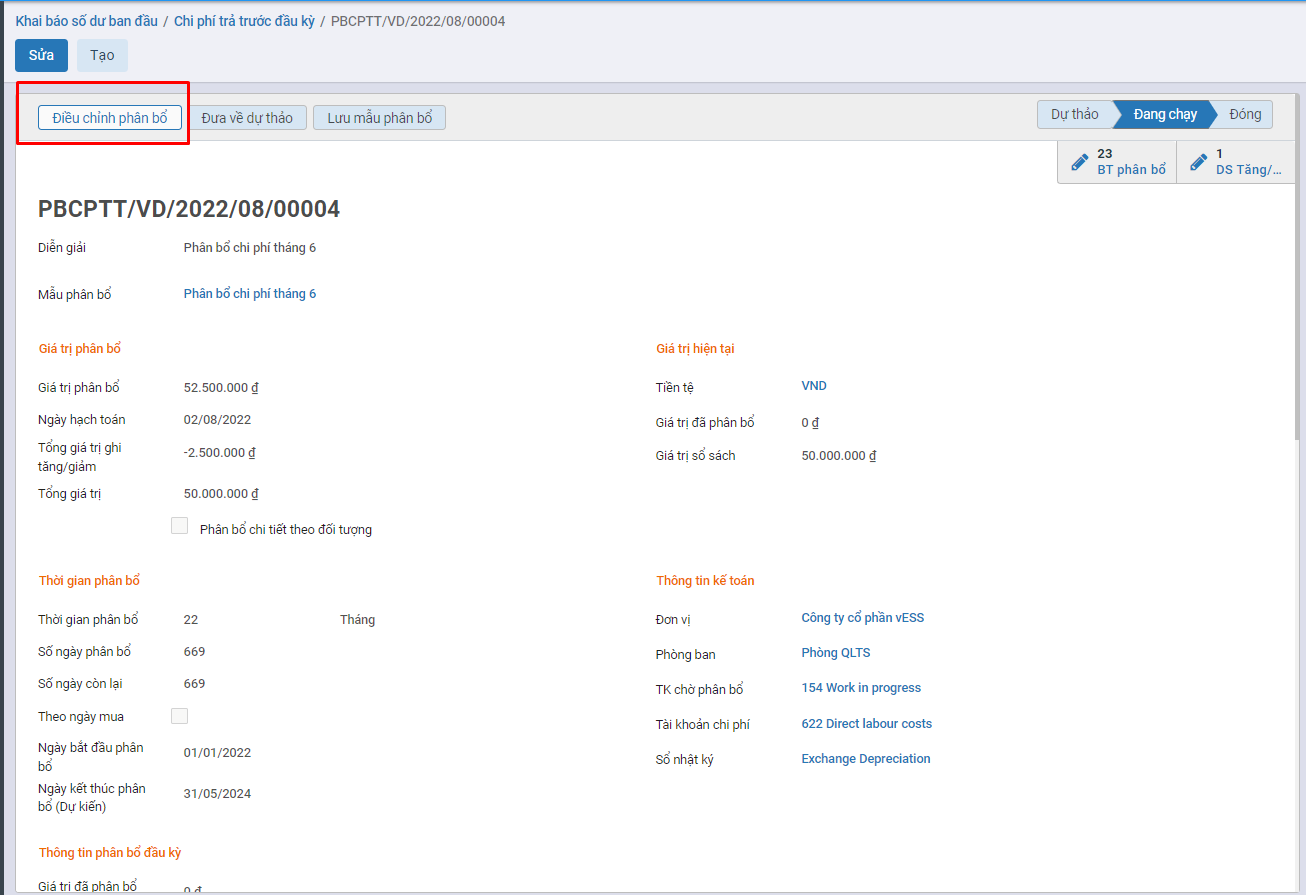 Khai báo số dư ban đầu / Chi phí trả trước đầu kỳ / PBCPTT/VD/2022/08/00004
Sửa Tạo
Điều chỉnh phân bổ Đưa về dự thảo Lưu mẫu phân bổ Dự thảo Đang chạy Đóng
23 1
BT phân bổ DS Tăng/...
PBCPTT/VD/2022/08/00004
Diễn giải Phân bổ chi phí tháng 6
Mẫu phân bổ Phân bổ chi phí tháng 6
Giá trị phân bổ Giá trị hiện tại
Giá trị phân bổ 52.500.000 ₫ Tiền tệ VND
Ngày hạch toán 02/08/2022 Giá trị đã phân bổ 0 ₫
Tổng giá trị ghi
tăng/giảm -2.500.000 ₫ Giá trị sổ sách 50.000.000 ₫
Tổng giá trị 50.000.000 ₫
Phân bổ chi tiết theo đối tượng
Thời gian phân bổ Thông tin kế toán
Thời gian phân bổ 22 Tháng Đơn vị Công ty cổ phần vESS
Số ngày phân bổ 669 Phòng ban Phòng QLTS
Số ngày còn lại 669 TK chờ phân bổ 154 Work in progress
Theo ngày mua Tài khoản chi phí 622 Direct labour costs
Ngày bắt đầu phân
bổ 01/01/2022 Sổ nhật ký Exchange Depreciation
Ngày kết thúc phân
bổ (Dự kiến) 31/05/2024
Thông tin phân bổ đầu kỳ
Giá trị đã phân bổ 0 ₫